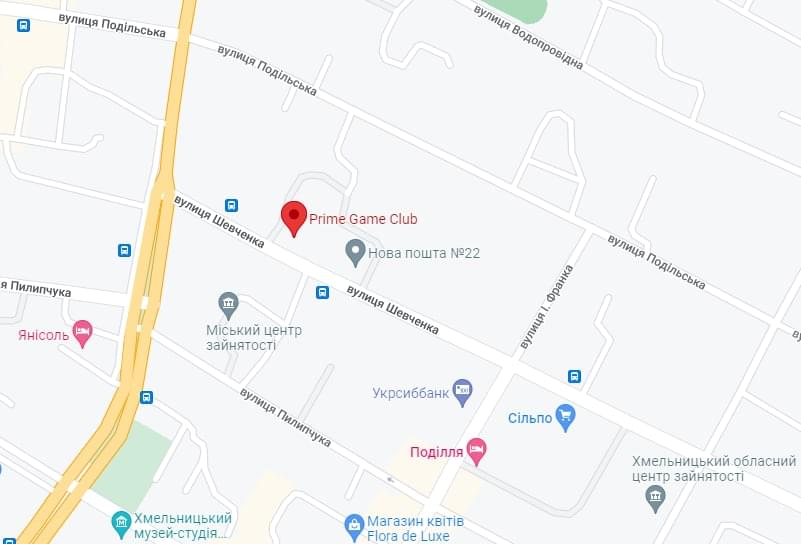 вулиця Подільська
вулиця Водопровідна
вулиця Подільська
вулиця Шевченка
Prime Game Club
Нова пошта №22
вулиця Подільська
я Пилипчука
вулиця Шевченка
вулиця І. Франка
Янісоль
Міський центр
зайнятості
Укрсиббанк
вулиця Пилипчука
Сільпо
Поділля
Хмельницький обласний
центр зайнятості
Хмельницький
музей-студія...
Магазин квітів
Flora de Luxe